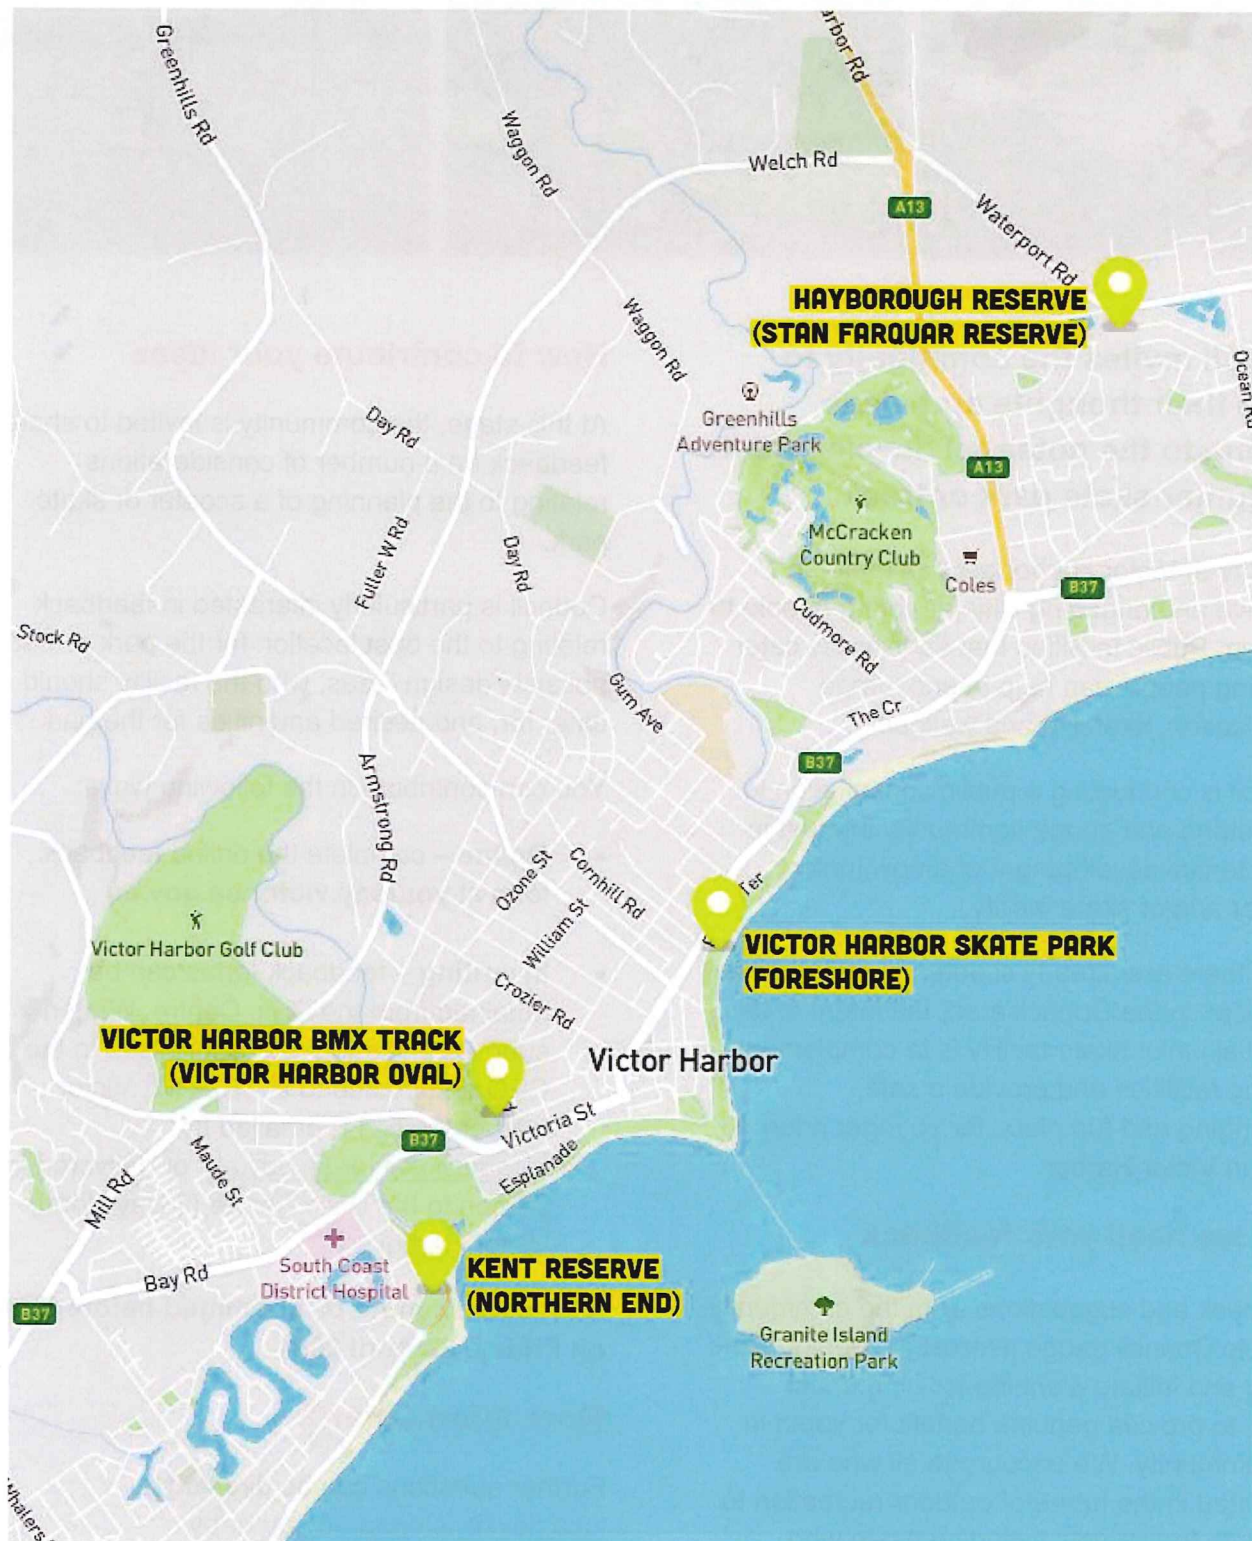 Greenhills Rd
Waggon Rd
Welch Rd
A13
Waterport Rd
HAYBOROUGH RESERVE
(STAN FARQUAR RESERVE)
Waggon Rd
Ocean Rd
Greenhills
Adventure Park
Day Rd
A13
McCracken
Country Club
Coles
B37
Fuller W Rd
Day Rd
Cudmore Rd
Stock Rd
Gum Ave
The Cr
B37
Armstrong Rd
Ozone St
Cornhill Rd
William St
Ter
Victor Harbor Golf Club
VICTOR HARBOR SKATE PARK
(FORESHORE)
Crozier Rd
VICTOR HARBOR BMX TRACK
(VICTOR HARBOR OVAL)
Victor Harbor
Victoria St
B37
Esplanade
Maude St
Mill Rd
South Coast
District Hospital
Bay Rd
KENT RESERVE
(NORTHERN END)
B37
Granite Island
Recreation Park
Whalers